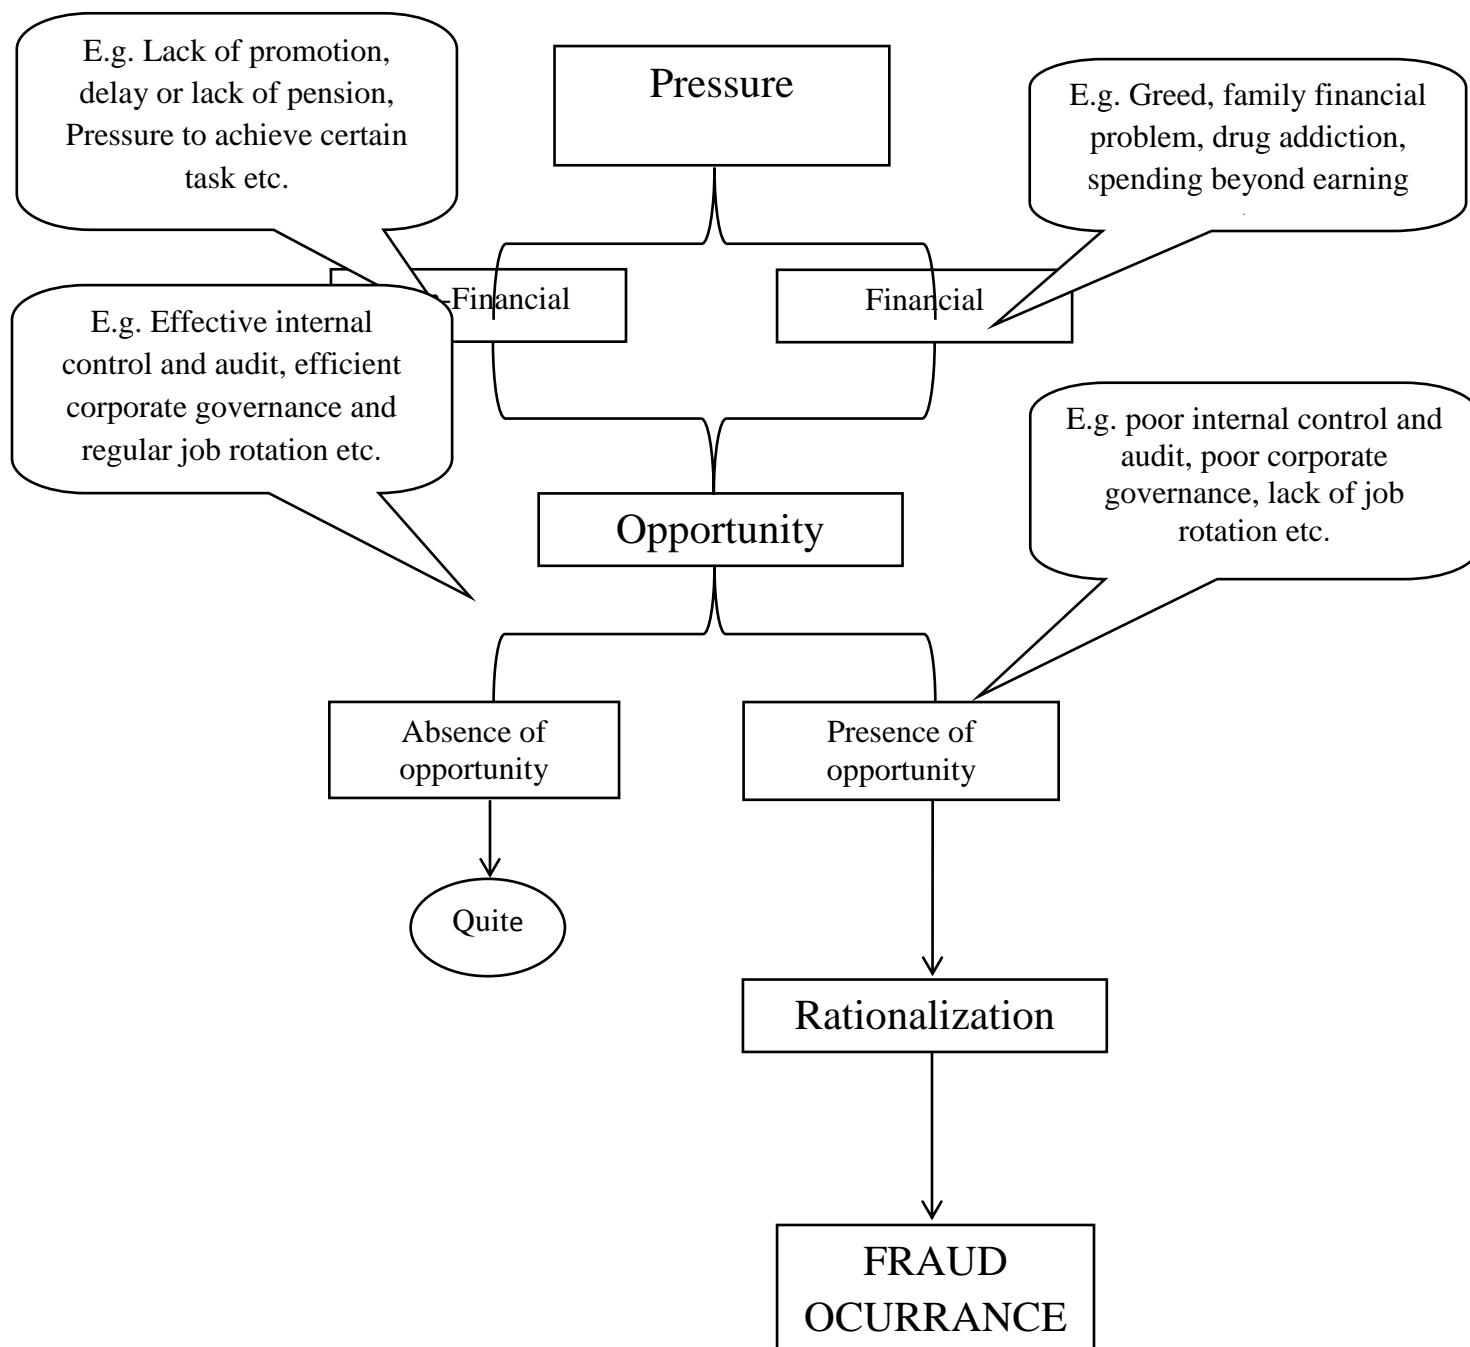 E.g. Lack of promotion,
delay or lack of pension,
Pressure to achieve certain
task etc.
Pressure
E.g. Greed, family financial
problem, drug addiction,
spending beyond earning
-Financial
Financial
E.g. Effective internal
control and audit, efficient
corporate governance and
regular job rotation etc.
E.g. poor internal control and
audit, poor corporate
governance, lack of job
rotation etc.
Opportunity
Absence of
opportunity
Presence of
opportunity
Quite
Rationalization
FRAUD
OCURRANCE